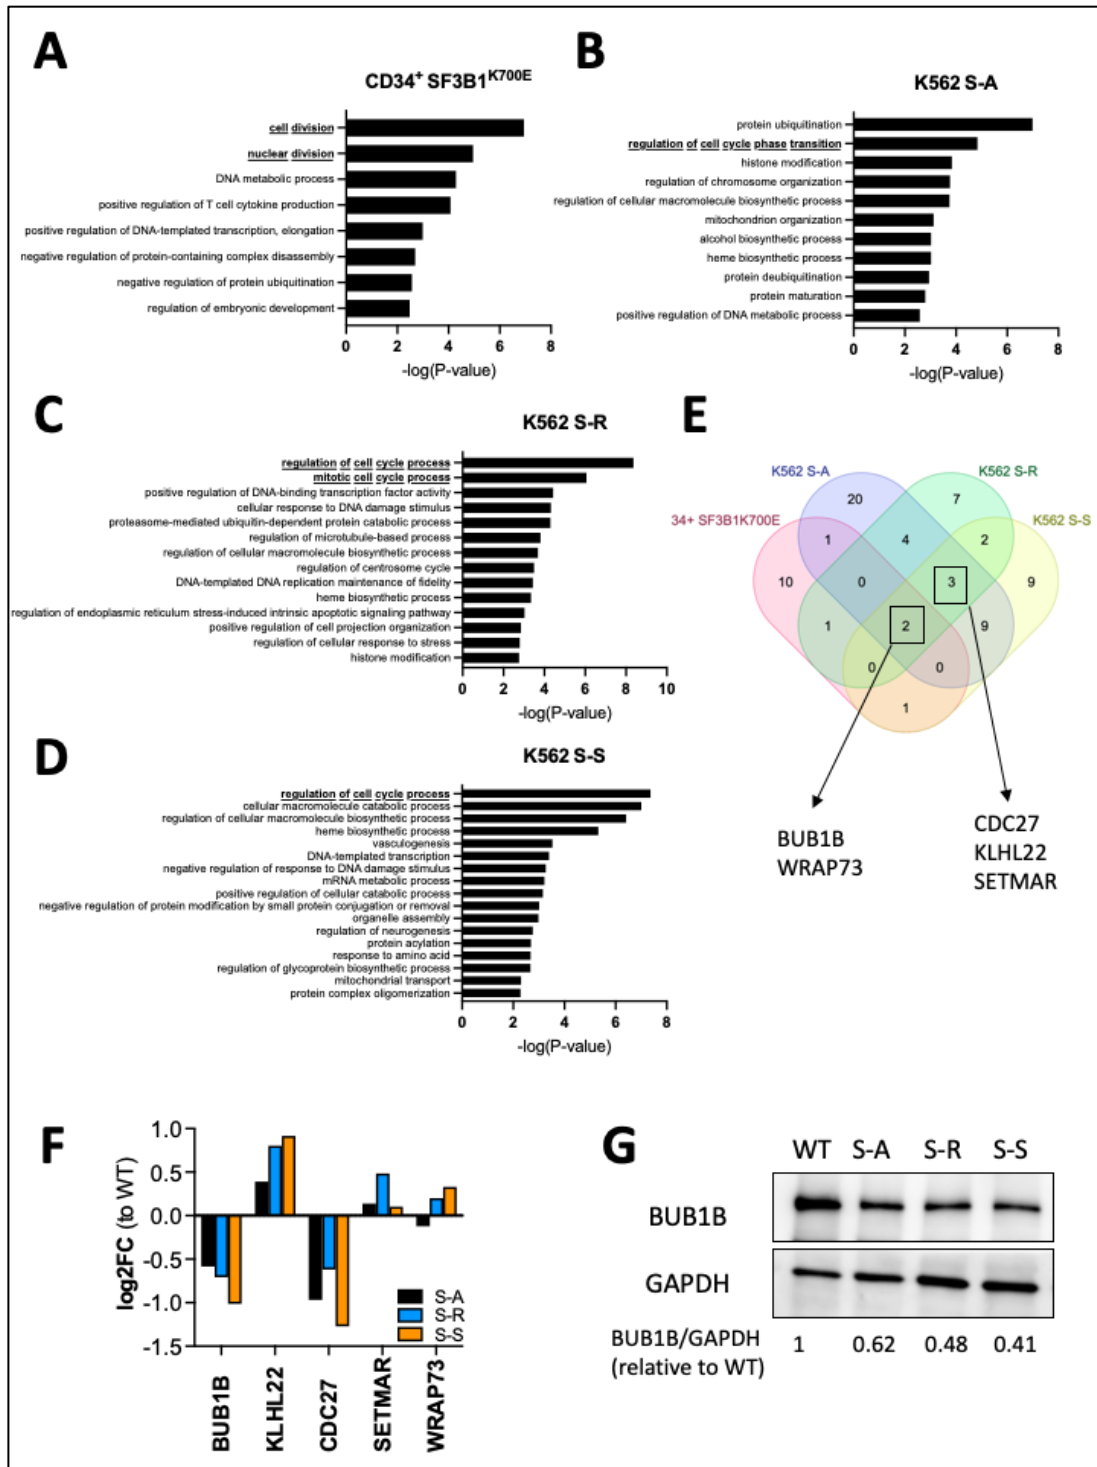 A
CD34+ SF3B1K700E
cell division
nuclear division
DNA metabolic process
positive regulation of T cell cytokine production
positive regulation of DNA-templated transcription, elongation
negative regulation of protein-containing complex disassembly
negative regulation of protein ubiquitination
regulation of embryonic development
0 2 4 6 8
-log(P-value)
B
K562 S-A
protein ubiquitination
regulation of cell cycle phase transition
histone modification
regulation of chromosome organization
regulation of cellular macromolecule biosynthetic process
mitochondrion organization
alcohol biosynthetic process
heme biosynthetic process
protein deubiquitination
protein maturation
positive regulation of DNA metabolic process
0 2 4 6 8
-log(P-value)
C
K562 S-R
regulation of cell cycle process
mitotic cell cycle process
positive regulation of DNA-binding transcription factor activity
cellular response to DNA damage stimulus
proteasome-mediated ubiquitin-dependent protein catabolic process
regulation of microtubule-based process
regulation of cellular macromolecule biosynthetic process
regulation of centrosome cycle
DNA-templated DNA replication maintenance of fidelity
heme biosynthetic process
regulation of endoplasmic reticulum stress-induced intrinsic apoptotic signaling pathway
positive regulation of cell projection organization
regulation of cellular response to stress
histone modification
0 2 4 6 8 10
-log(P-value)
D
K562 S-S
regulation of cell cycle process
cellular macromolecule catabolic process
regulation of cellular macromolecule biosynthetic process
heme biosynthetic process
vasculogenesis
DNA-templated transcription
negative regulation of response to DNA damage stimulus
mRNA metabolic process
positive regulation of cellular catabolic process
negative regulation of protein modification by small protein conjugation or removal
organelle assembly
regulation of neurogenesis
protein acylation
response to amino acid
regulation of glycoprotein biosynthetic process
mitochondrial transport
protein complex oligomerization
0 2 4 6 8
-log(P-value)
E
K562 S-A
K562 S-R
34+ SF3B1K700E
K562 S-S
20 7
1 4 2
10 0 3 9
1 2 9
0 0
1
BUB1B
WRAP73
CDC27
KLHL22
SETMAR
F
log2FC (to WT)
1.0
0.5
0.0
-0.5
-1.0
-1.5
S-A
S-R
S-S
BUB1B
KLHL22
CDC27
SETMAR
WRAP73
G
WT S-A S-R S-S
BUB1B
GAPDH
BUB1B/GAPDH
(relative to WT)
1 0.62 0.48 0.41